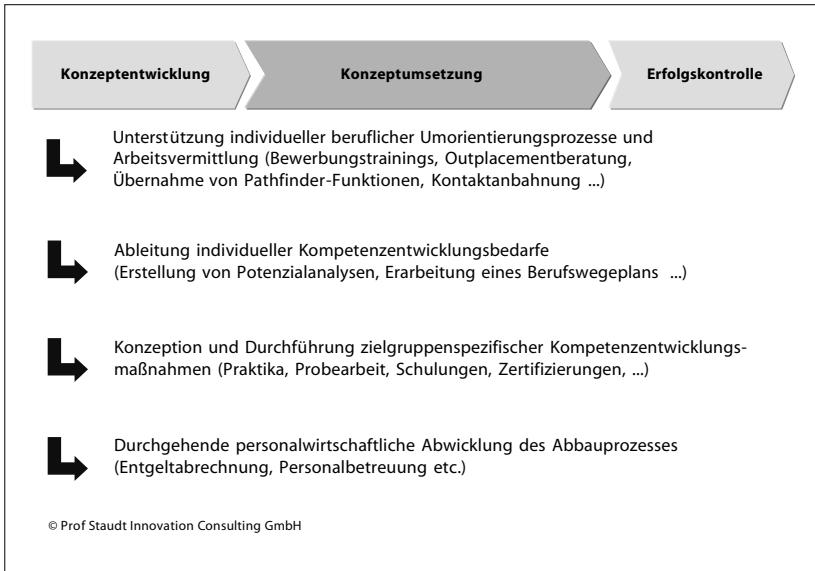 Konzeptentwicklung
Konzeptumsetzung
Erfolgskontrolle
Unterstützung individueller beruflicher Umorientierungsprozesse und
Arbeitsvermittlung (Bewerbungstrainings, Outplacementberatung,
Übernahme von Pathfinder-Funktionen, Kontaktanbahnung ...)
Ableitung individueller Kompetenzentwicklungsbedarfe
(Erstellung von Potenzialanalysen, Erarbeitung eines Berufswegeplans ...)
Konzeption und Durchführung zielgruppenspezifischer Kompetenzentwicklungs-
maßnahmen (Praktika, Probearbeit, Schulungen, Zertifizierungen, ...)
Durchgehende personalwirtschaftliche Abwicklung des Abbauprozesses
(Entgeltabrechnung, Personalbetreuung etc.)
© Prof Staudt Innovation Consulting GmbH